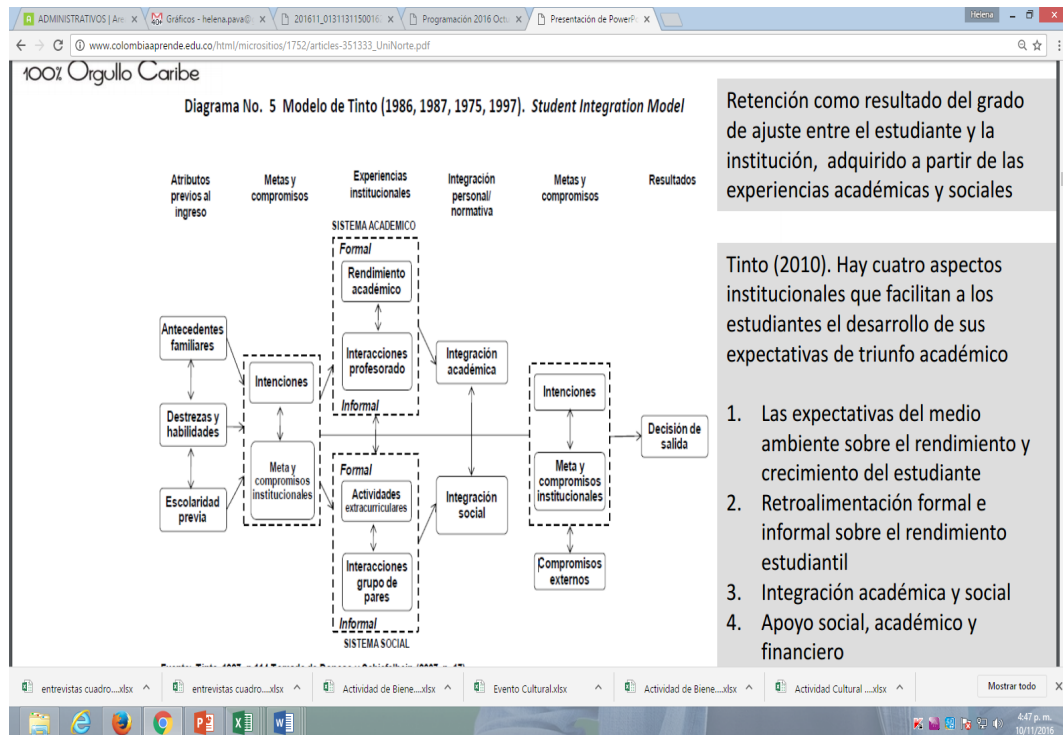 ADMINISTRATIVOS | Are
Gráficos - helena.pava@
Programación 2016 Octu
Presentación de PowerPo
Helena
www.colombiaaprende.edu.co/html/micrositios/1752/articles-351333_UniNorte.pdf
100% Orgullo Caribe
Diagrama No. 5 Modelo de Tinto (1986, 1987, 1975, 1997). Student Integration Model
Atributos
previos al
ingreso
Metas y
compromisos
Experiencias
institucionales
Integración
personal/
normativa
Metas y
compromisos
Resultados
SISTEMA ACADEMICO
Formal
Rendimiento
académico
Interacciones
profesorado
Informal
Antecedentes
familiares
Destrezas y
habilidades
Escolaridad
previa
Intenciones
Meta y
compromisos
institucionales
Formal
Actividades
extracurriculares
Interacciones
grupo de
pares
Informal
SISTEMA SOCIAL
Integración
académica
Integración
social
Intenciones
Meta y
compromisos
institucionales
Compromisos
externos
Decisión de
salida
Retención como resultado del grado
de ajuste entre el estudiante y la
institución, adquirido a partir de las
experiencias académicas y sociales
Tinto (2010). Hay cuatro aspectos
institucionales que facilitan a los
estudiantes el desarrollo de sus
expectativas de triunfo académico
1. Las expectativas del medio
ambiente sobre el rendimiento y
crecimiento del estudiante
2. Retroalimentación formal e
informal sobre el rendimiento
estudiantil
3. Integración académica y social
4. Apoyo social, académico y
financiero
entrevistas cuadro....xlsx
entrevistas cuadro....xlsx
Actividad de Biene....xlsx
Evento Cultural.xlsx
Actividad de Biene....xlsx
Actividad Cultural ....xlsx
Mostrar todo
4:47 p. m.
10/11/2016